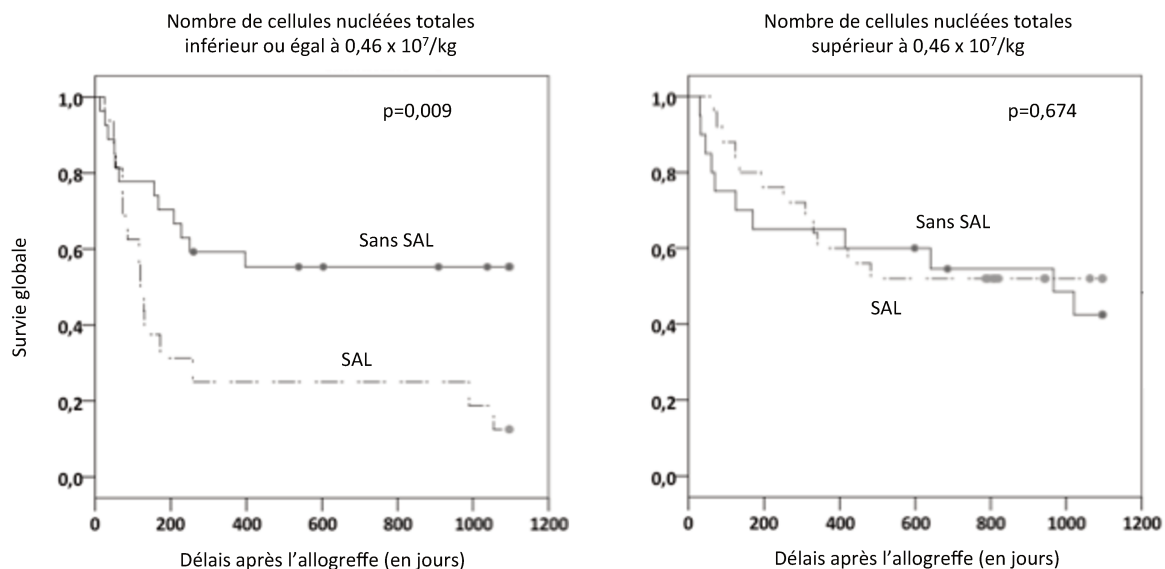 Nombre de cellules nucléées totales
inférieur ou égal à 0,46 x 10⁷/kg
p=0,009
1,0
0,8
0,6
0,4
0,2
0,0
Sans SAL
SAL
Survie globale
0
200
400
600
800
1000
1200
Délais après l’allogreffe (en jours)
Nombre de cellules nucléées totales
supérieur à 0,46 x 10⁷/kg
p=0,674
1,0
0,8
0,6
0,4
0,2
0,0
Sans SAL
SAL
0
200
400
600
800
1000
1200
Délais après l’allogreffe (en jours)